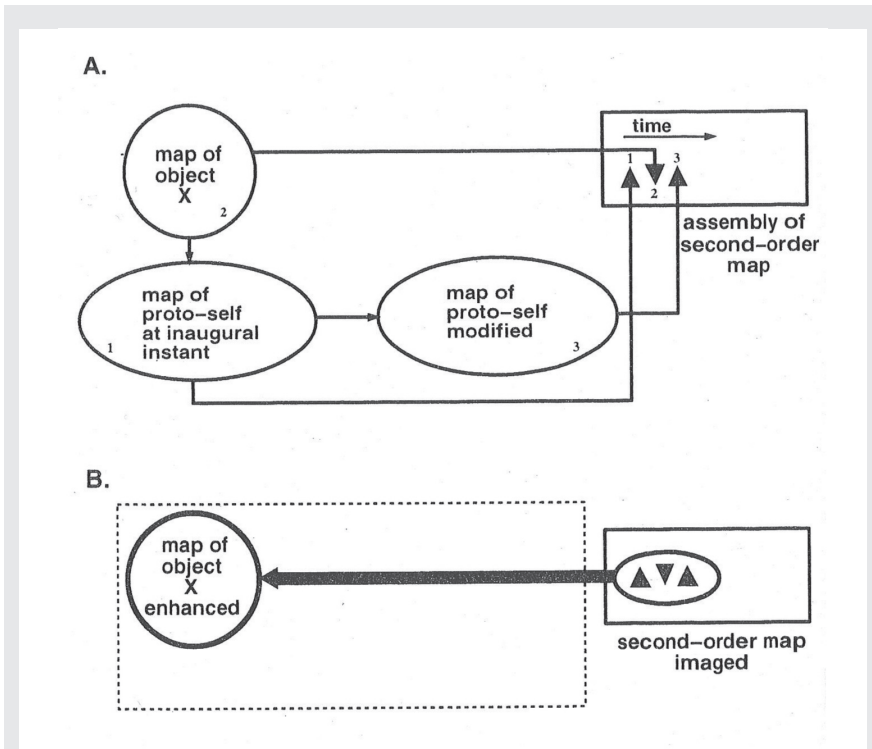 A.
map of
object
X
2
time
1
3
2
assembly of
second–order
map
map of
proto–self
at inaugural
instant
1
map of
proto–self
modified
3
B.
map of
object
X
enhanced
second–order map
imaged